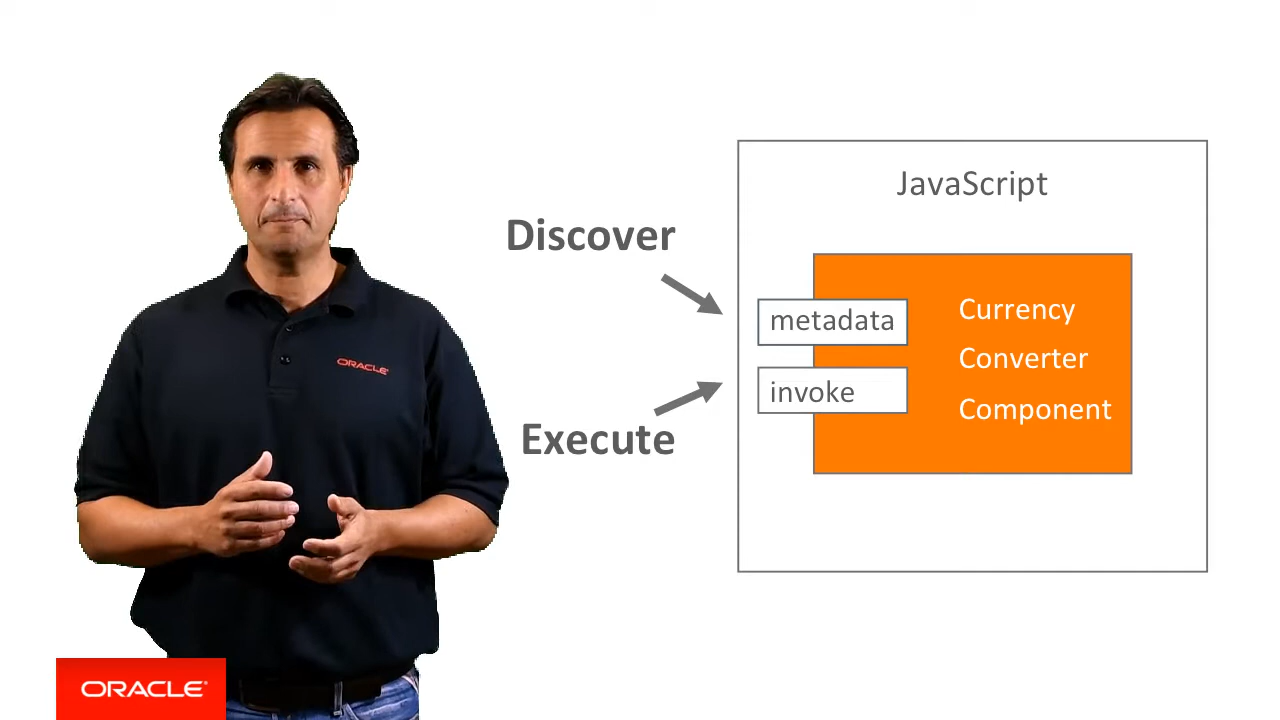 JavaScript
Discover
metadata
invoke
Execute
Currency
Converter
Component
ORACLE
ORACLE